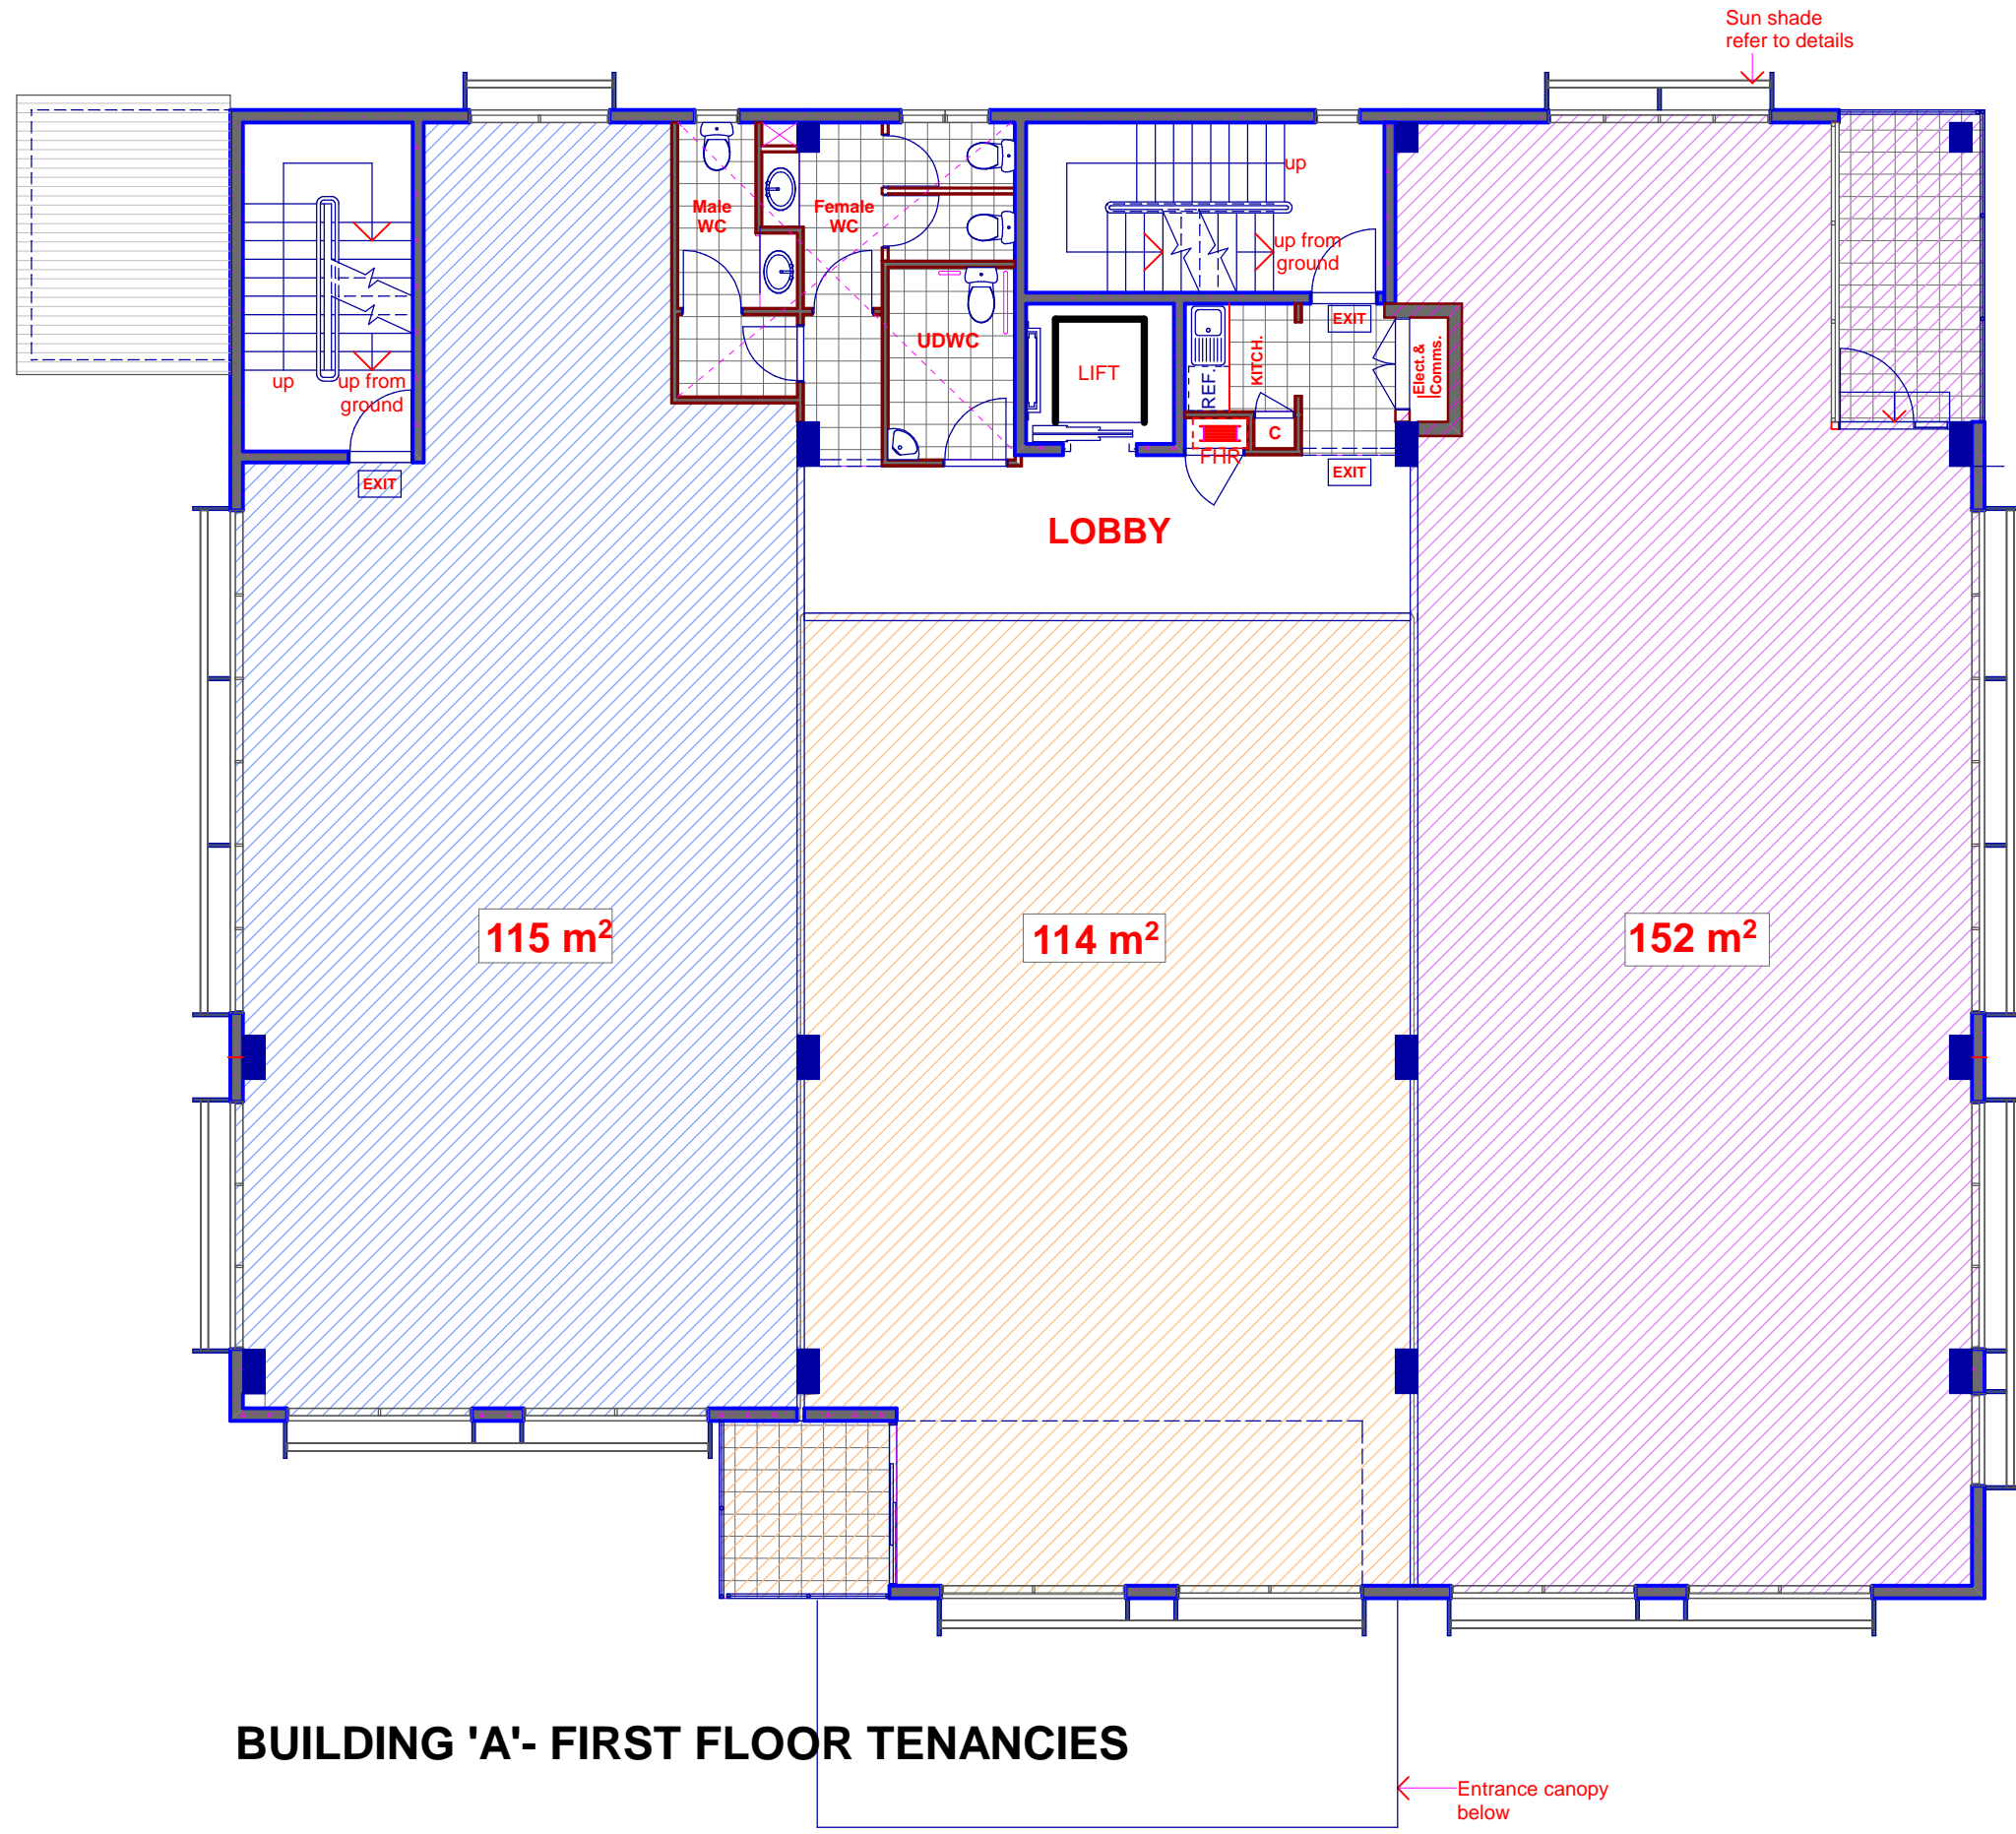 Sun shade
refer to details
Male
WC
Female
WC
up
up from
ground
up
up from
ground
EXIT
UDWC
LIFT
REF.
KITCH.
EXIT
Elect.&
Comms.
C
FHR
EXIT
EXIT
LOBBY
115 m²
114 m²
152 m²
BUILDING 'A'- FIRST FLOOR TENANCIES
Entrance canopy
below